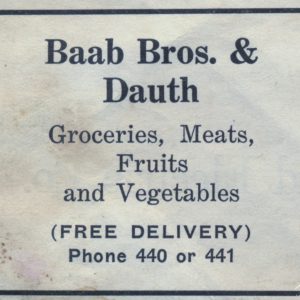 Baab Bros. &
Dauth
Groceries, Meats,
Fruits
and Vegetables
(FREE DELIVERY)
Phone 440 or 441